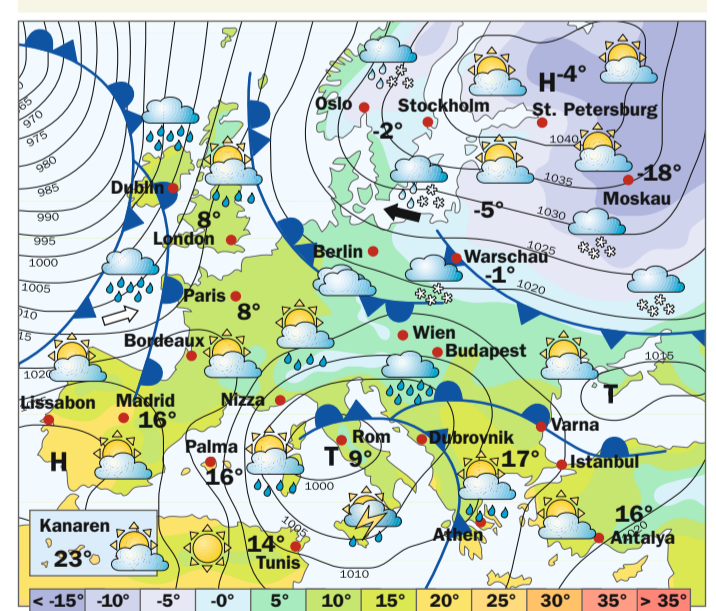 H -4°
Oslo
Stockholm
St. Petersburg
-2°
965
970
975
980
985
990
995
1000
1005
1010
1015
1020
1040
1035
1030
1025
1020
1015
-18°
Moskau
Dublin
8°
London
-5°
Berlin
Warschau
-1°
Paris
8°
Bordeaux
Wien
Budapest
Lissabon
Madrid
16°
Nizza
T
Palma
16°
Rom
T 9°
Dubrovnik
Varna
17°
Istanbul
H
1000
1005
1010
Athen
16°
1020
Antalya
Kanaren
23°
14°
Tunis
< -15° -10° -5° -0° 5° 10° 15° 20° 25° 30° 35° > 35°